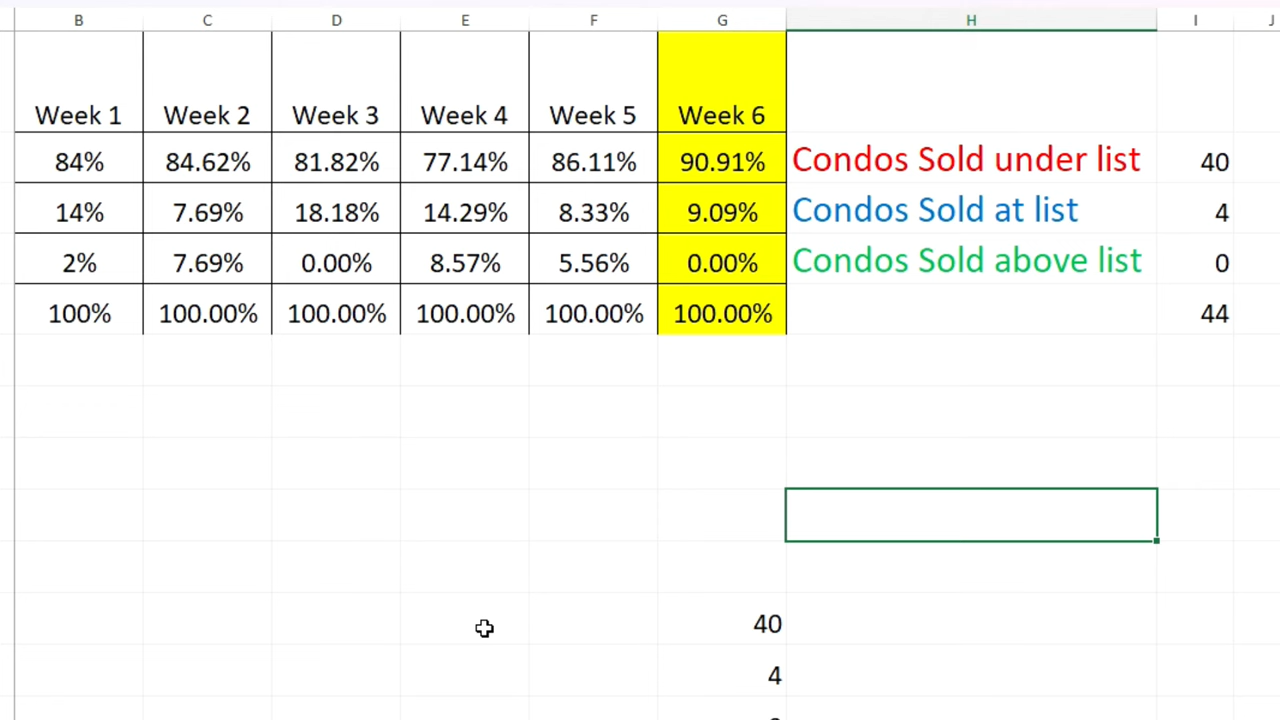 B C D E F G H I J
Week 1 Week 2 Week 3 Week 4 Week 5 Week 6
84% 84.62% 81.82% 77.14% 86.11% 90.91% Condos Sold under list 40
14% 7.69% 18.18% 14.29% 8.33% 9.09% Condos Sold at list 4
2% 7.69% 0.00% 8.57% 5.56% 0.00% Condos Sold above list 0
100% 100.00% 100.00% 100.00% 100.00% 100.00% 44
40
4